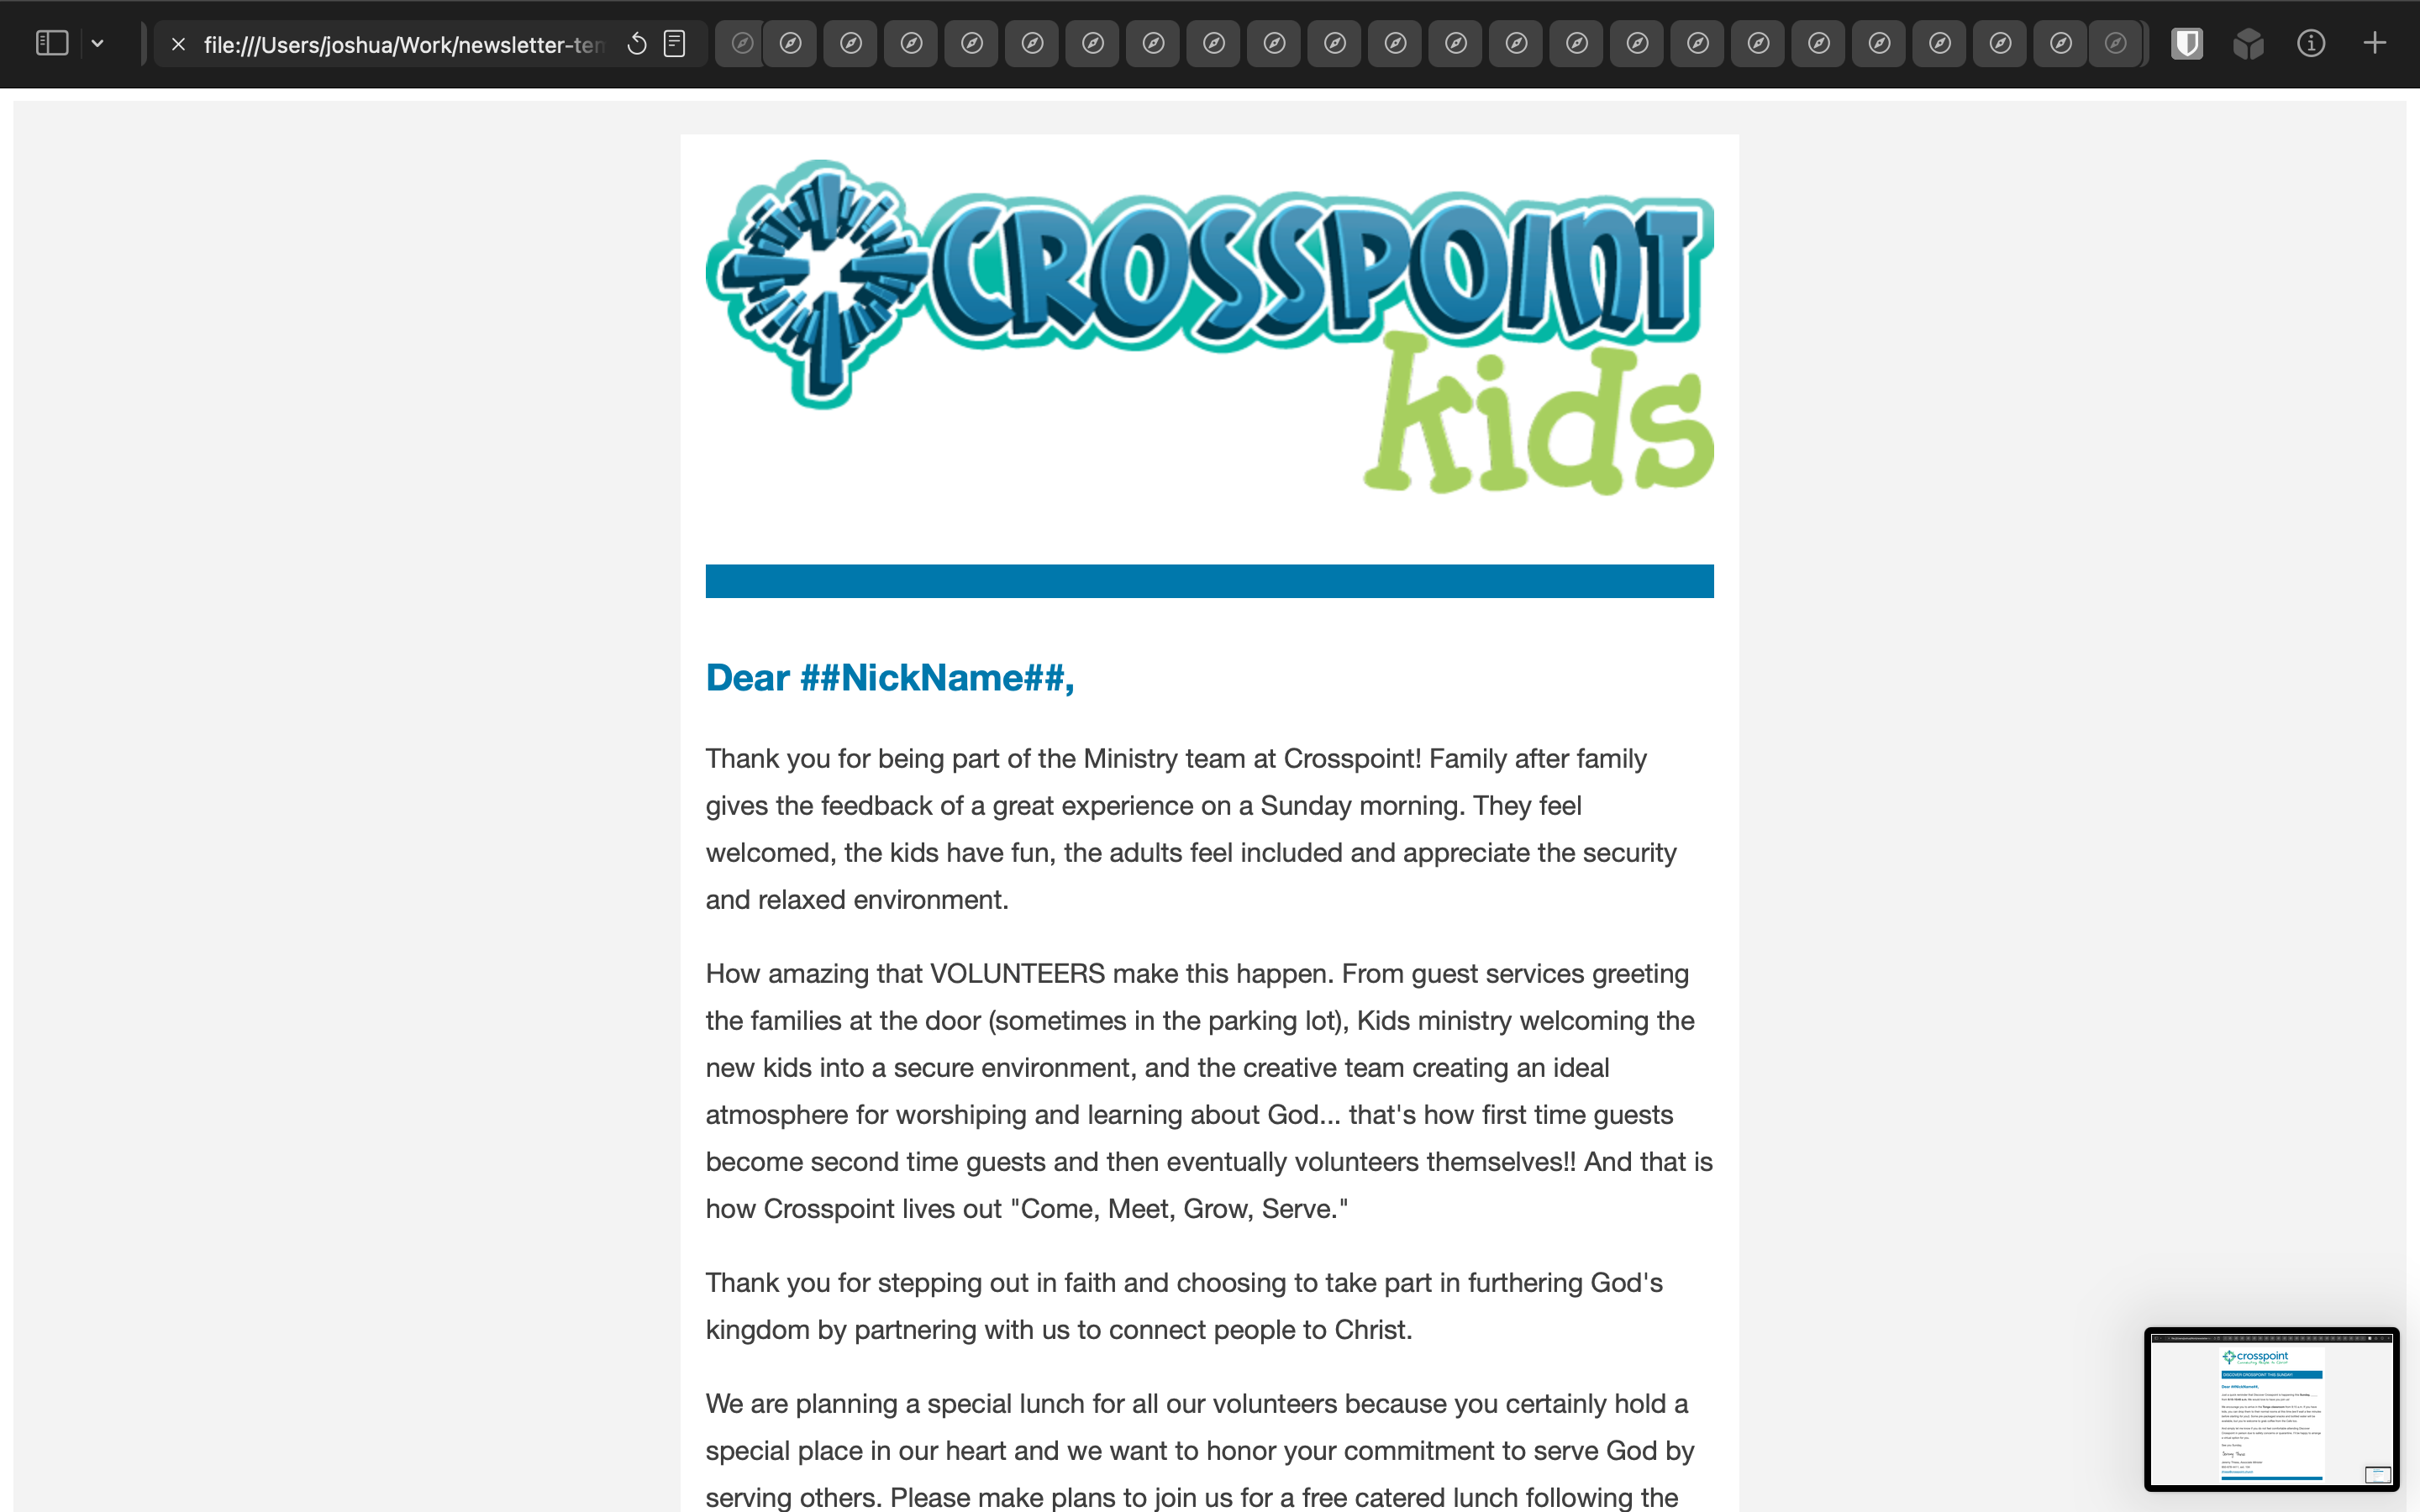 file:///Users/joshua/Work/newsletter-tem
CROSSPOINT
kids
Dear ##NickName##,
Thank you for being part of the Ministry team at Crosspoint! Family after family
gives the feedback of a great experience on a Sunday morning. They feel
welcomed, the kids have fun, the adults feel included and appreciate the security
and relaxed environment.
How amazing that VOLUNTEERS make this happen. From guest services greeting
the families at the door (sometimes in the parking lot), Kids ministry welcoming the
new kids into a secure environment, and the creative team creating an ideal
atmosphere for worshiping and learning about God... that's how first time guests
become second time guests and then eventually volunteers themselves!! And that is
how Crosspoint lives out "Come, Meet, Grow, Serve."
Thank you for stepping out in faith and choosing to take part in furthering God's
kingdom by partnering with us to connect people to Christ.
We are planning a special lunch for all our volunteers because you certainly hold a
special place in our heart and we want to honor your commitment to serve God by
serving others. Please make plans to join us for a free catered lunch following the
crosspoint
DISCOVER CROSSPOINT THIS SUNDAY!
Dear ##NickName##,